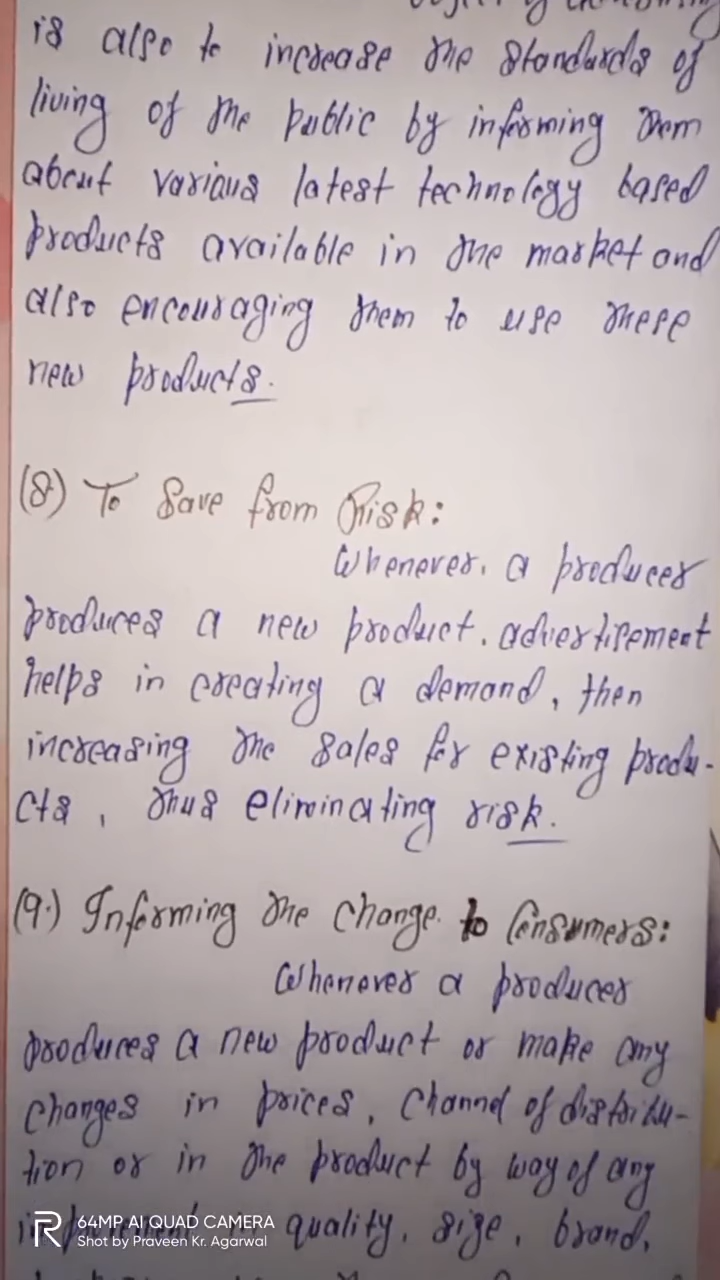 is also to increase the standards of
living of the public by informing them
about various latest technology based
products available in the market and
also encouraging them to use these
new products.
(8) To Save from Risk:
Whenever, a producer
produces a new product, advertisement
helps in creating a demand, then
increasing the sales for existing produ-
cts, thus eliminating risk.
(9.) Informing the change to Consumers:
Whenever a producer
produces a new product or make any
changes in prices, channel of distribu-
tion or in the product by way of any
quality, size, brand,
64MP AI QUAD CAMERA
Shot by Praveen Kr. Agarwal